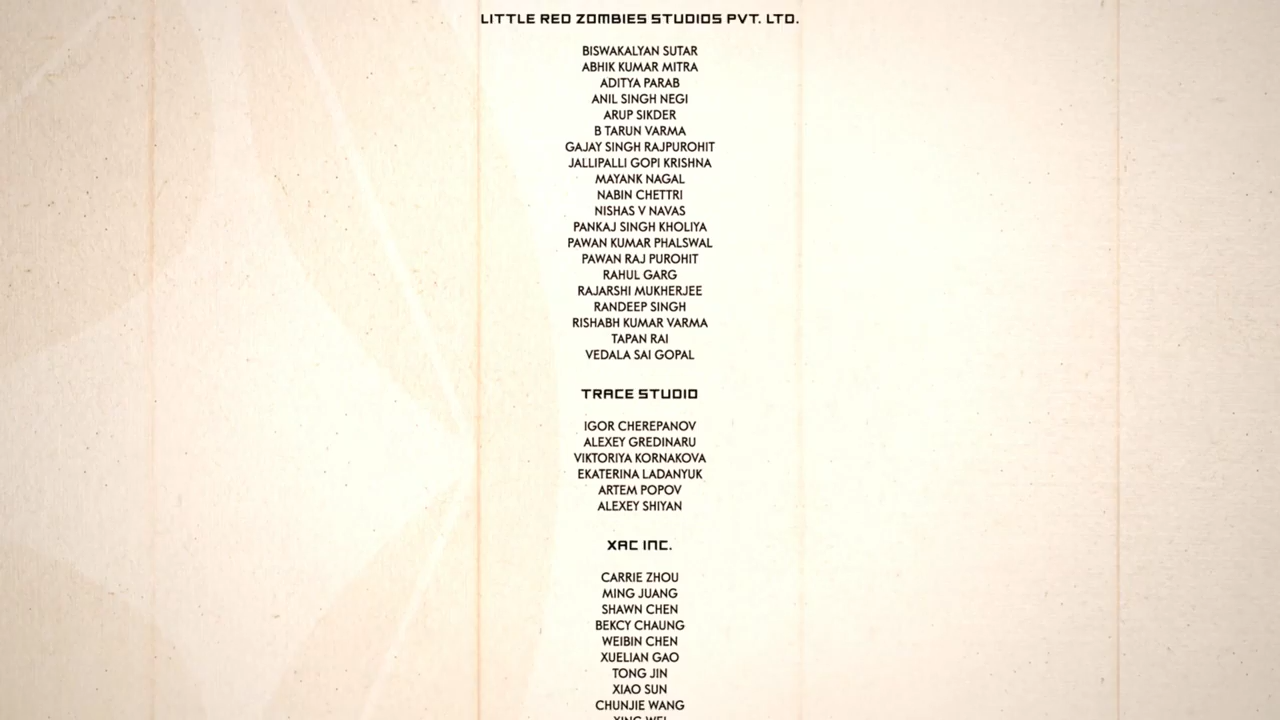 LITTLE RED ZOMBIES STUDIOS PVT. LTD.
BISWAKALYAN SUTAR
ABHIK KUMAR MITRA
ADITYA PARAB
ANIL SINGH NEGI
ARUP SIKDER
B TARUN VARMA
GAJAY SINGH RAJPUROHIT
JALLIPALLI GOPI KRISHNA
MAYANK NAGAL
NABIN CHETTRI
NISHAS V NAVAS
PANKAJ SINGH KHOLIYA
PAWAN KUMAR PHALSWAL
PAWAN RAJ PUROHIT
RAHUL GARG
RAJARSHI MUKHERJEE
RANDEEP SINGH
RISHABH KUMAR VARMA
TAPAN RAI
VEDALA SAI GOPAL
TRACE STUDIO
IGOR CHEREPANOV
ALEXEY GREDINARU
VIKTORIYA KORNAKOVA
EKATERINA LADANYUK
ARTEM POPOV
ALEXEY SHIYAN
XAC INC.
CARRIE ZHOU
MING JUANG
SHAWN CHEN
BEKCY CHAUNG
WEIBIN CHEN
XUELIAN GAO
TONG JIN
XIAO SUN
CHUNJIE WANG